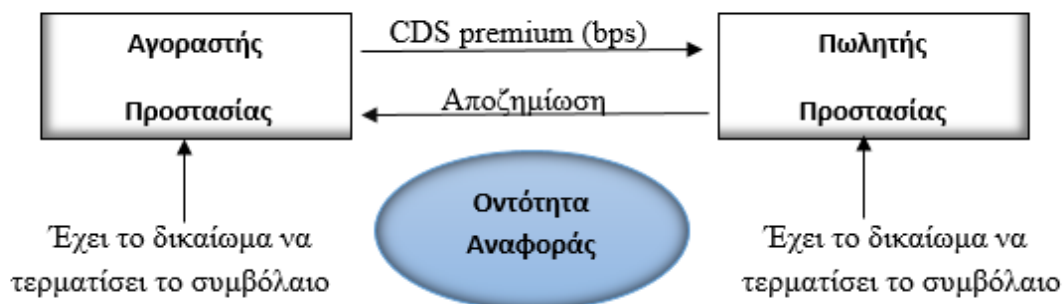 Αγοραστής
Προστασίας
CDS premium (bps)
Αποζημίωση
Πωλητής
Προστασίας
Οντότητα
Αναφοράς
Έχει το δικαίωμα να
τερματίσει το συμβόλαιο
Έχει το δικαίωμα να
τερματίσει το συμβόλαιο